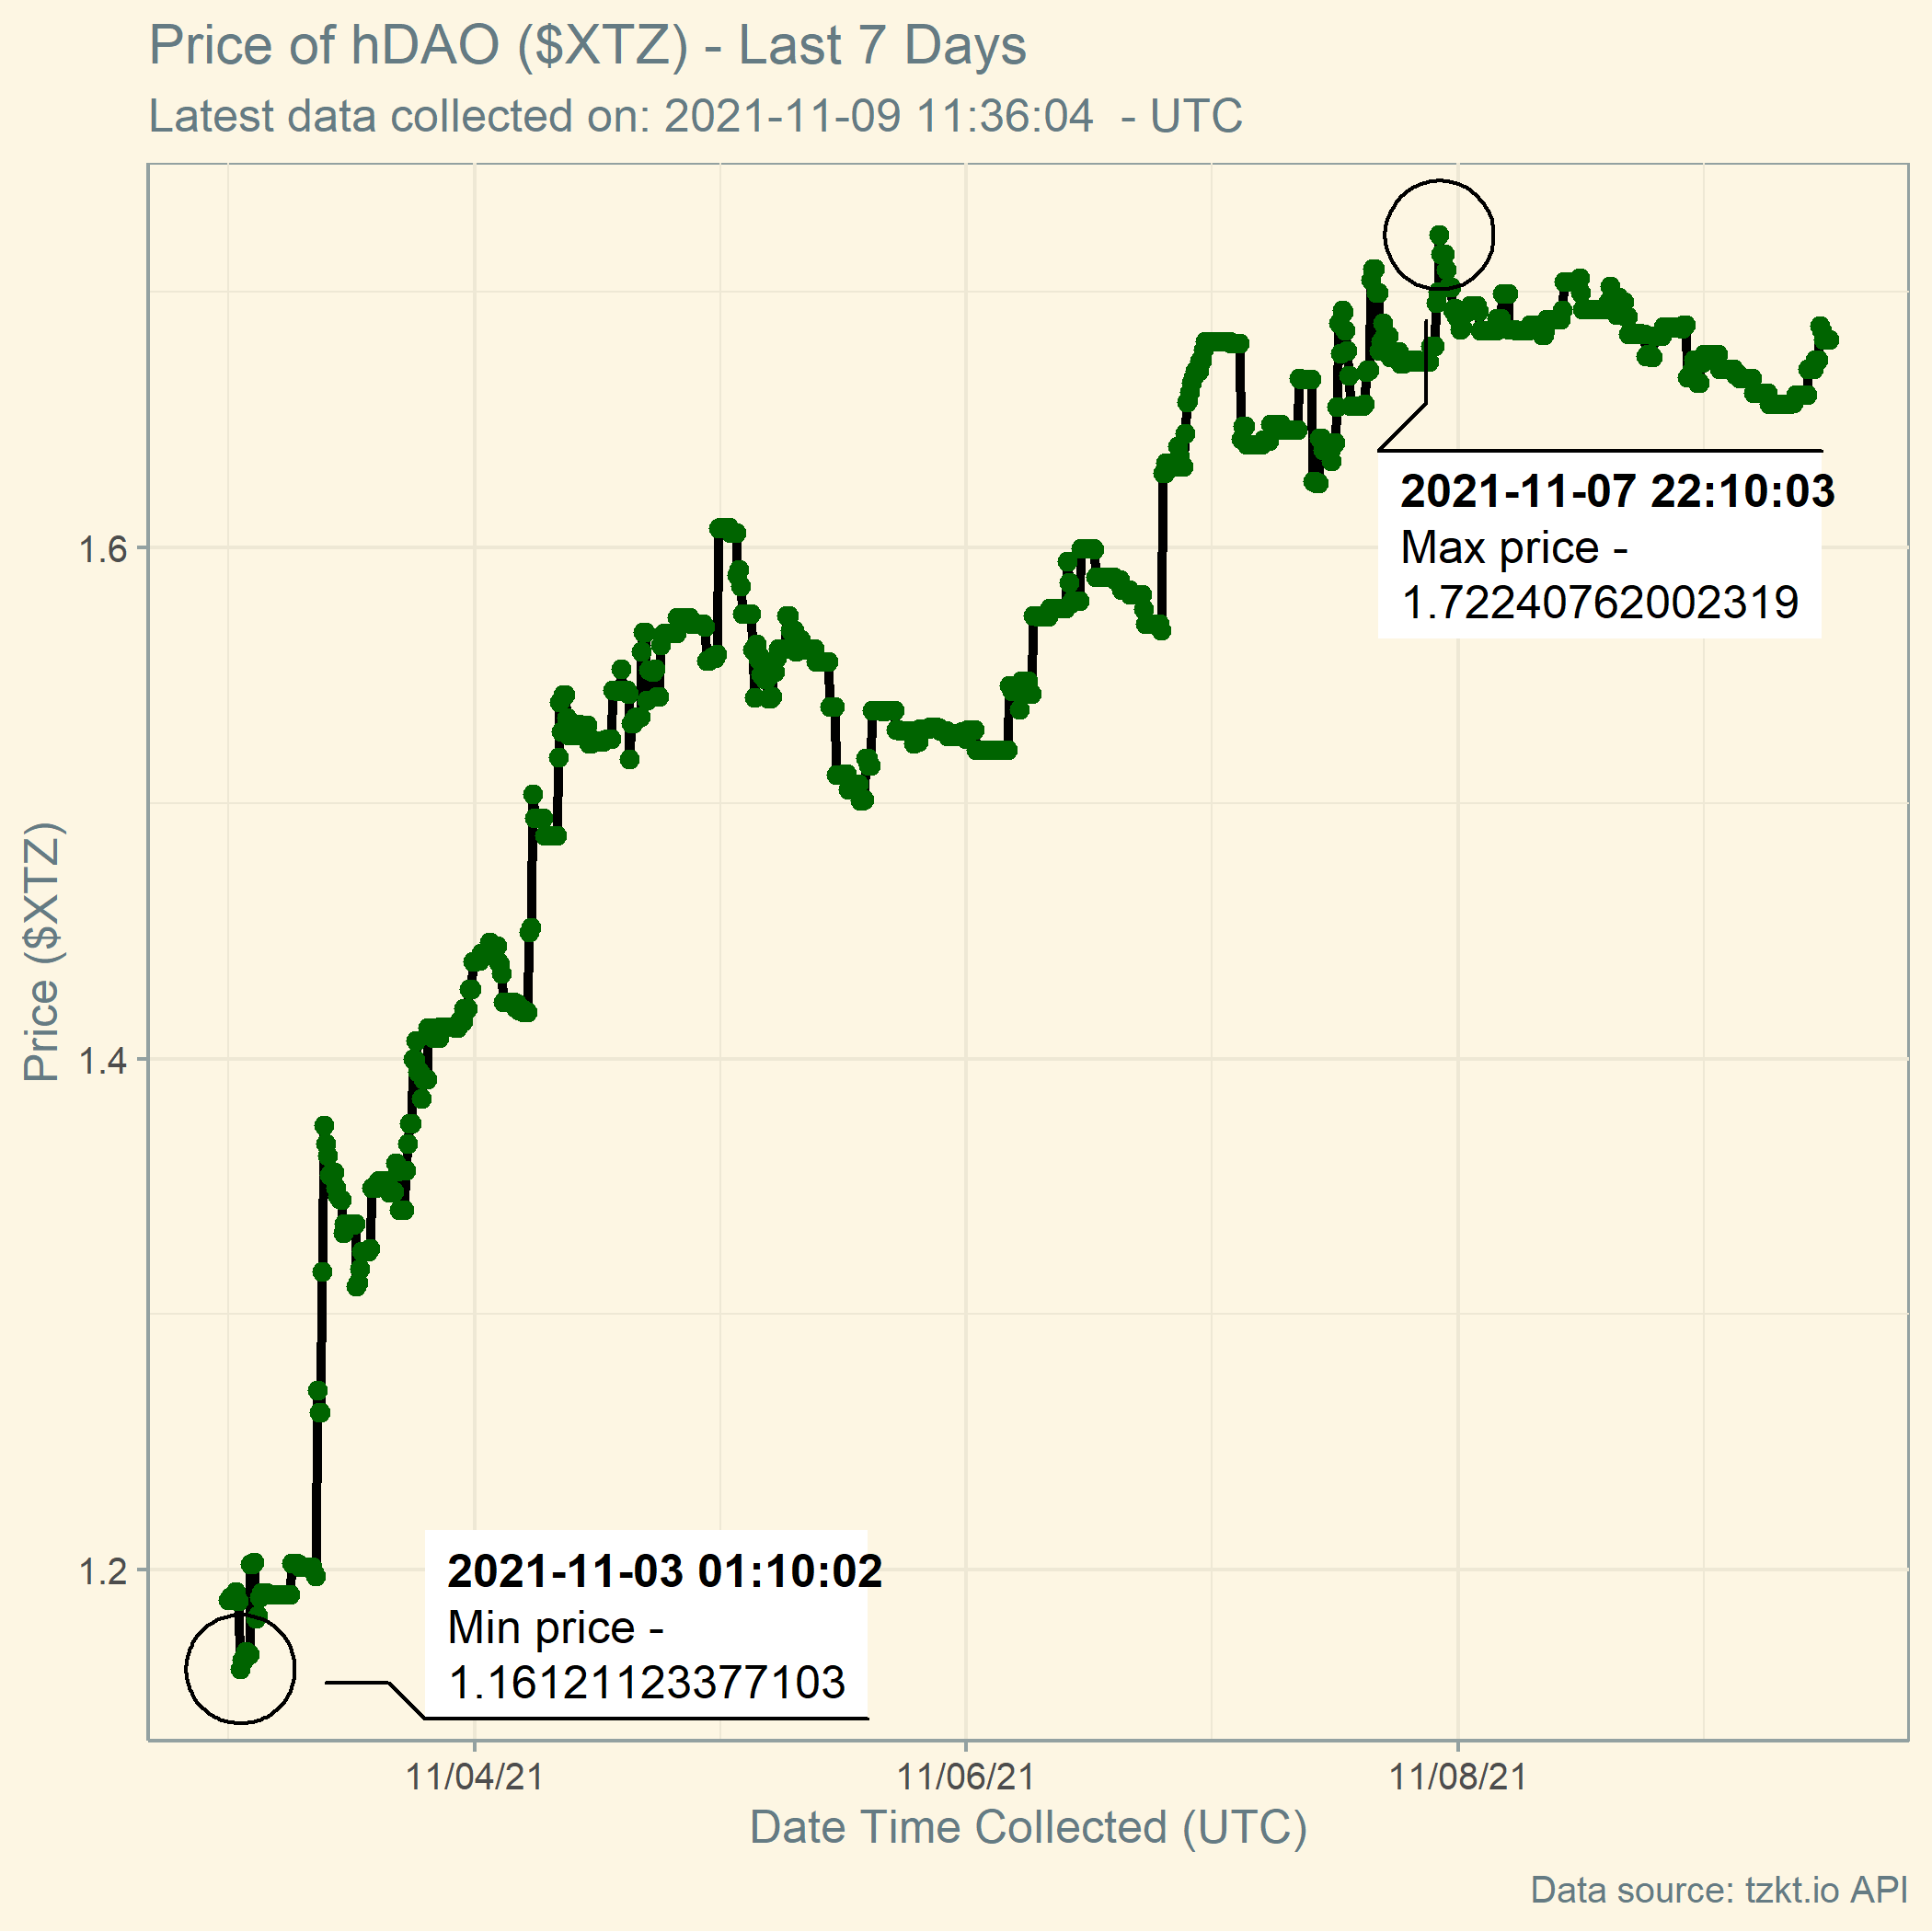 Price of hDAO ($XTZ) - Last 7 Days
Latest data collected on: 2021-11-09 11:36:04  - UTC
2021-11-07 22:10:03
Max price -
1.72240762002319
1.6
Price ($XTZ)
1.4
1.2
2021-11-03 01:10:02
Min price -
1.16121123377103
11/04/21
11/06/21
11/08/21
Date Time Collected (UTC)
Data source: tzkt.io API